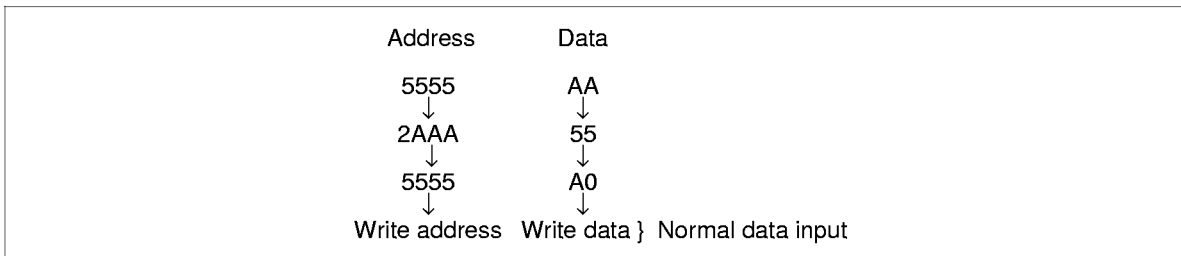 Address Data
5555 AA
↓ ↓
2AAA 55
↓ ↓
5555 A0
↓ ↓
Write address Write data } Normal data input